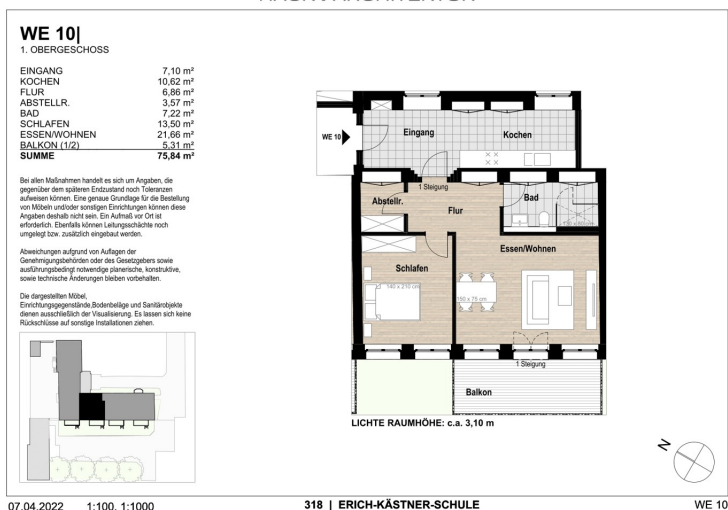 WE 10|
1. OBERGESCHOSS
EINGANG 7,10 m²
KOCHEN 10,62 m²
FLUR 6,86 m²
ABSTELLR. 3,57 m²
BAD 7,22 m²
SCHLAFEN 13,50 m²
ESSEN/WOHNEN 21,66 m²
BALKON (1/2) 5,31 m²
SUMME 75,84 m²
Bei allen Maßnahmen handelt es sich um Angaben, die
gegenüber dem späteren Endzustand noch Toleranzen
aufweisen können. Eine genaue Grundlage für die Bestellung
von Möbeln und/oder sonstigen Einrichtungen können diese
Angaben deshalb nicht sein. Ein Aufmaß vor Ort ist
erforderlich. Ebenfalls können Leitungsschächte noch
umgelegt bzw. zusätzlich eingebaut werden.
Abweichungen aufgrund von Auflagen der
Genehmigungsbehörden oder des Gesetzgebers sowie
ausführungsbedingt notwendige planerische, konstruktive,
sowie technische Änderungen bleiben vorbehalten.
Die dargestellten Möbel,
Einrichtungsgegenstände,Bodenbeläge und Sanitärobjekte
dienen ausschließlich der Visualisierung. Es lassen sich keine
Rückschlüsse auf sonstige Installationen ziehen.
WE 10
Eingang
Kochen
1 Steigung
Abstellr.
Flur
Bad
Essen/Wohnen
Schlafen
140 x 210 cm
190 x 75 cm
1 Steigung
Balkon
LICHTE RAUMHÖHE: c.a. 3,10 m
N
07.04.2022 1:100, 1:1000
318 | ERICH-KÄSTNER-SCHULE
WE 10